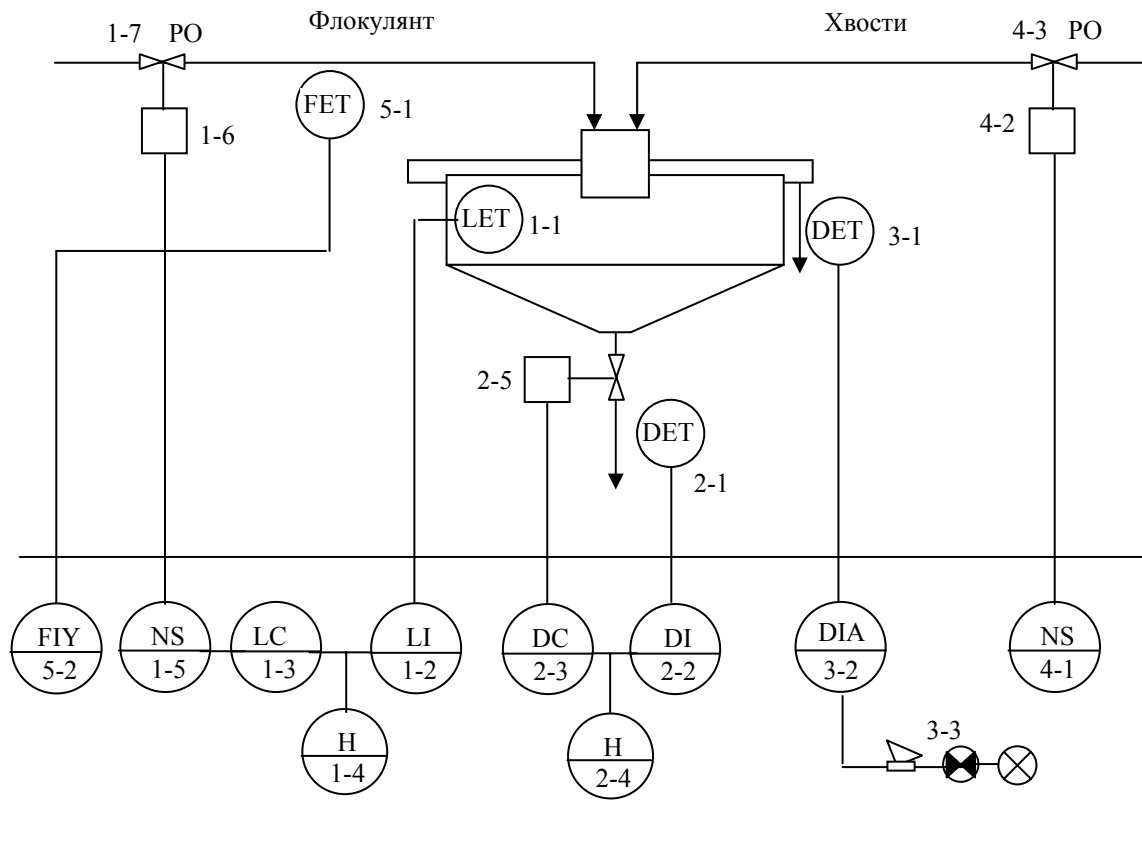 Флокулянт
Хвости
1-7 РО
4-3 РО
FET
5-1
1-6
4-2
LET
1-1
DET
3-1
2-5
DET
2-1
FIY
5-2
NS
1-5
LC
1-3
LI
1-2
DC
2-3
DI
2-2
DIA
3-2
NS
4-1
H
1-4
H
2-4
3-3